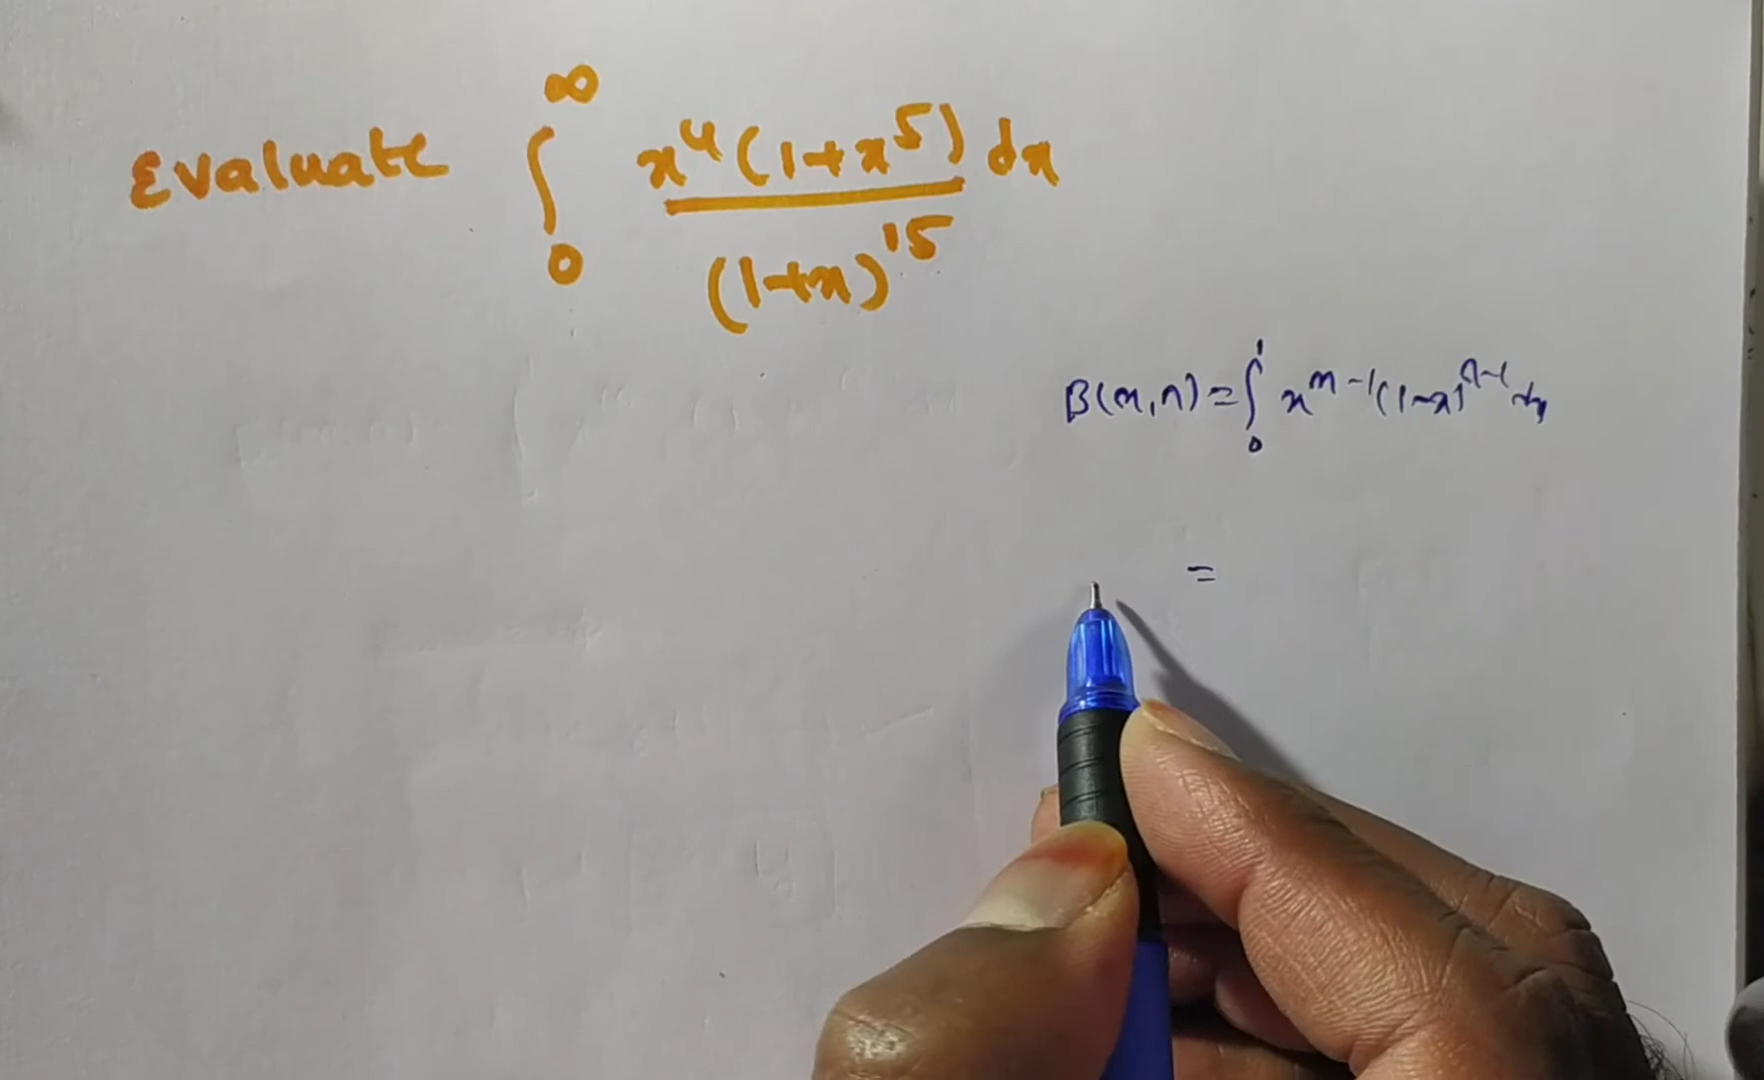 Evaluate ∫₀^∞ x⁴(1+x⁵) dx / (1+x)¹⁵
B(m,n) = ∫₀¹ x^(m-1) (1-x)^(n-1) dx
=